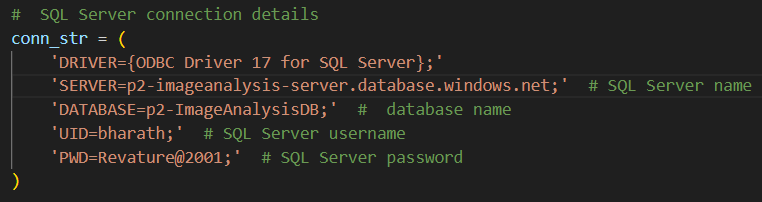 #  SQL Server connection details
conn_str = (
    'DRIVER={ODBC Driver 17 for SQL Server};'
    'SERVER=p2-imageanalysis-server.database.windows.net;'  # SQL Server name
    'DATABASE=p2-ImageAnalysisDB;'  #  database name
    'UID=bharath;'  # SQL Server username
    'PWD=Revature@2001;'  # SQL Server password
)